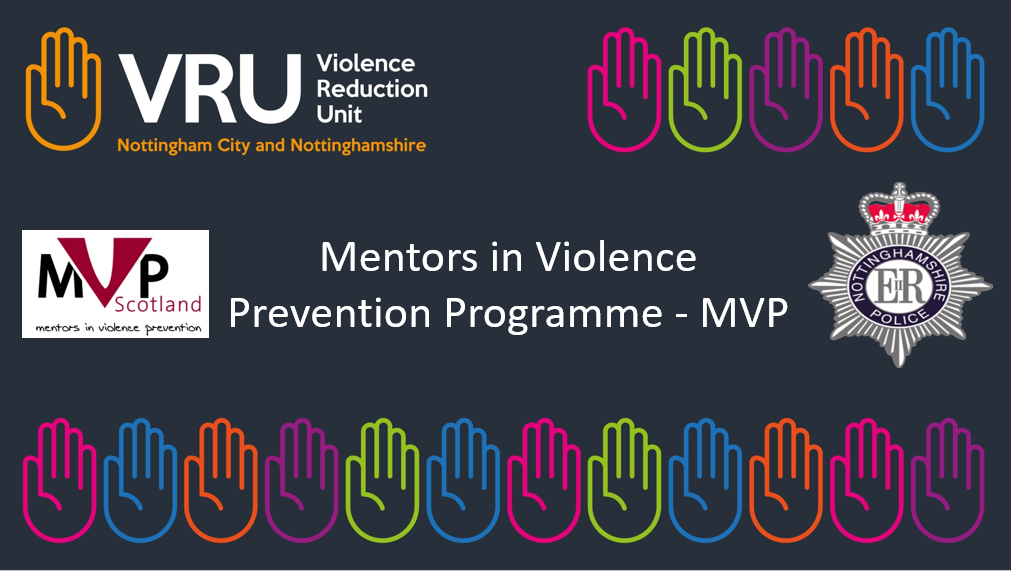 VRU
Violence
Reduction
Unit
Nottingham City and Nottinghamshire
MVP
Scotland
mentors in violence prevention
Mentors in Violence
Prevention Programme - MVP
NOTTINGHAMSHIRE
EIIR
POLICE